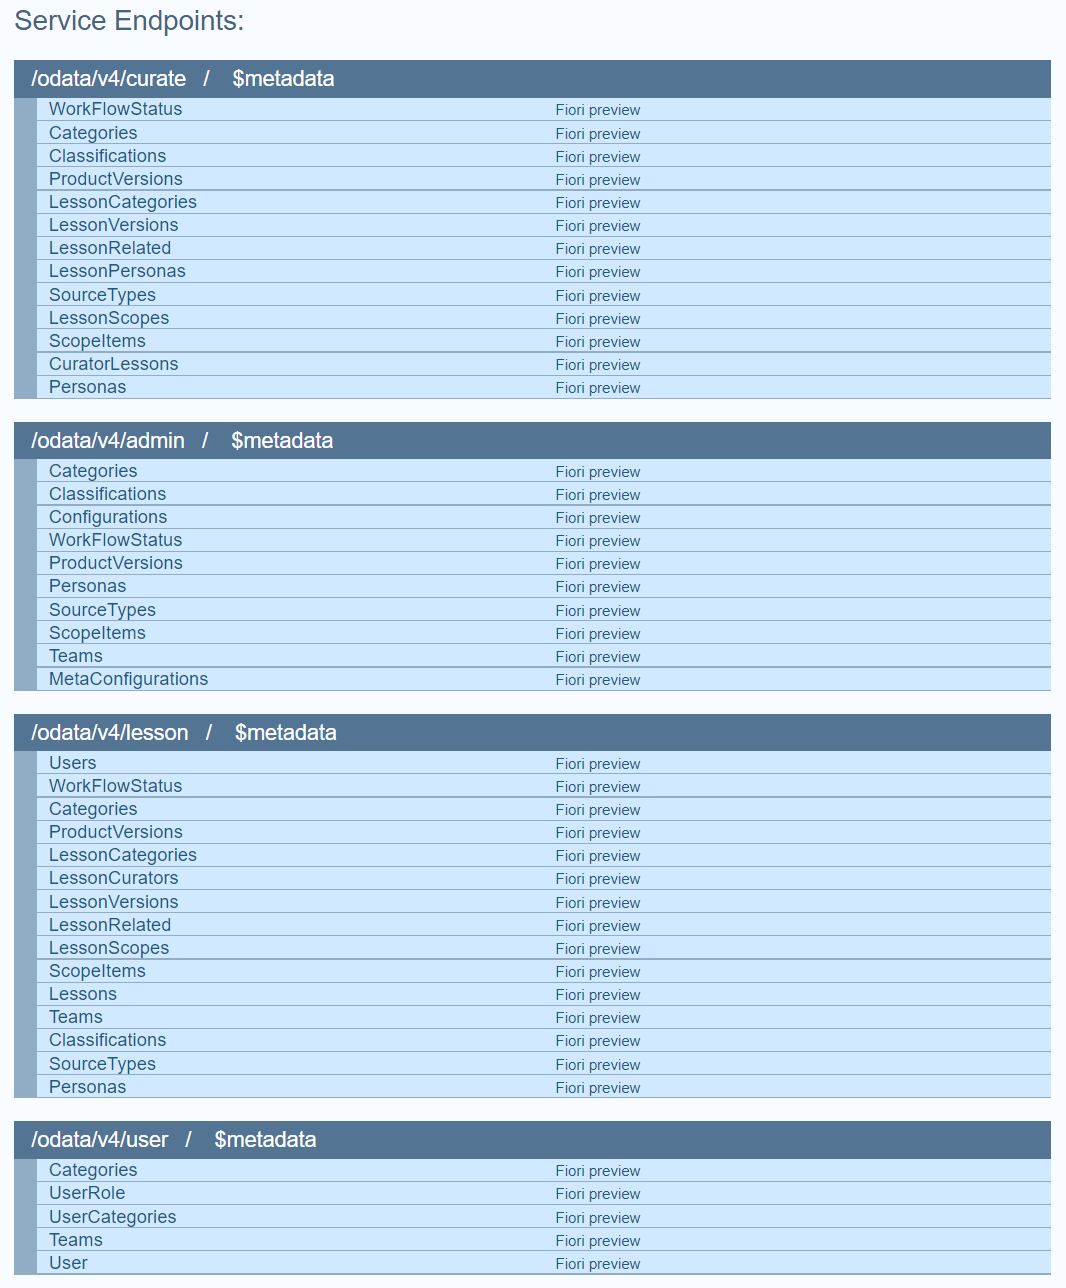 Service Endpoints:
/odata/v4/curate / $metadata
WorkFlowStatus Fiori preview
Categories Fiori preview
Classifications Fiori preview
ProductVersions Fiori preview
LessonCategories Fiori preview
LessonVersions Fiori preview
LessonRelated Fiori preview
LessonPersonas Fiori preview
SourceTypes Fiori preview
LessonScopes Fiori preview
ScopeItems Fiori preview
CuratorLessons Fiori preview
Personas Fiori preview
/odata/v4/admin / $metadata
Categories Fiori preview
Classifications Fiori preview
Configurations Fiori preview
WorkFlowStatus Fiori preview
ProductVersions Fiori preview
Personas Fiori preview
SourceTypes Fiori preview
ScopeItems Fiori preview
Teams Fiori preview
MetaConfigurations Fiori preview
/odata/v4/lesson / $metadata
Users Fiori preview
WorkFlowStatus Fiori preview
Categories Fiori preview
ProductVersions Fiori preview
LessonCategories Fiori preview
LessonCurators Fiori preview
LessonVersions Fiori preview
LessonRelated Fiori preview
LessonScopes Fiori preview
ScopeItems Fiori preview
Lessons Fiori preview
Teams Fiori preview
Classifications Fiori preview
SourceTypes Fiori preview
Personas Fiori preview
/odata/v4/user / $metadata
Categories Fiori preview
UserRole Fiori preview
UserCategories Fiori preview
Teams Fiori preview
User Fiori preview